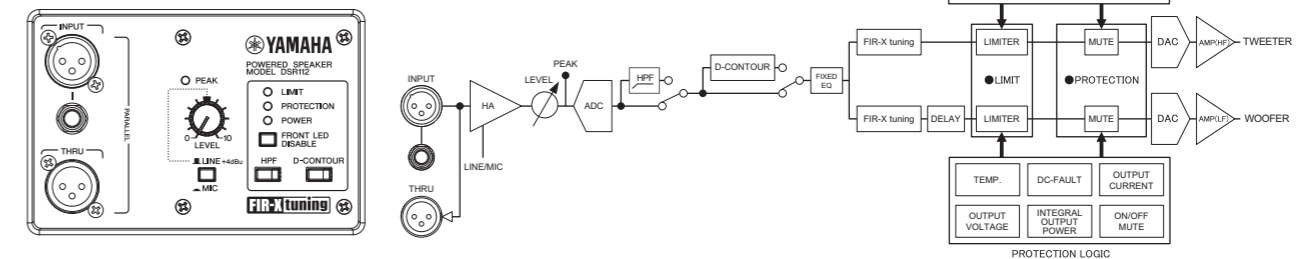 INPUT
THRU
PARALLEL
PEAK
0
10
LEVEL
LINE +4dBu
MIC
YAMAHA
POWERED SPEAKER
MODEL DSR112
LIMIT
PROTECTION
POWER
FRONT LED
DISABLE
HPF
D-CONTOUR
FIR-X tuning
INPUT
THRU
HA
LINE/MIC
LEVEL
PEAK
ADC
HPF
D-CONTOUR
FIXED
EQ
FIR-X tuning
LIMITER
MUTE
DAC
AMP(HF)
TWEETER
LIMIT
PROTECTION
FIR-X tuning
DELAY
LIMITER
MUTE
DAC
AMP(LF)
WOOFER
TEMP.
DC-FAULT
OUTPUT
CURRENT
OUTPUT
VOLTAGE
INTEGRAL
OUTPUT
POWER
ON/OFF
MUTE
PROTECTION LOGIC